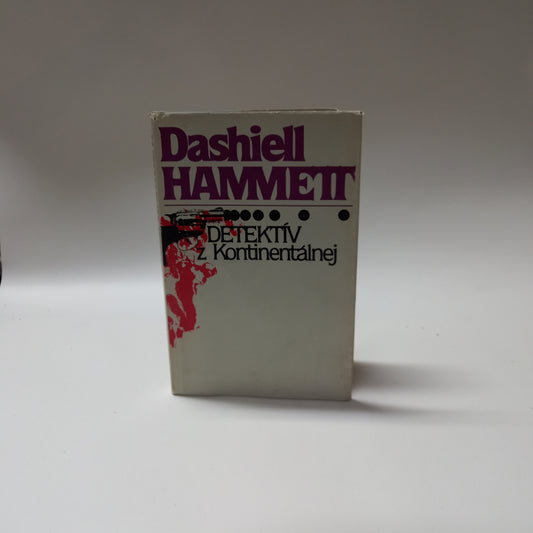 Dashiell
HAMMETT
DETEKTÍV
z Kontinentálnej